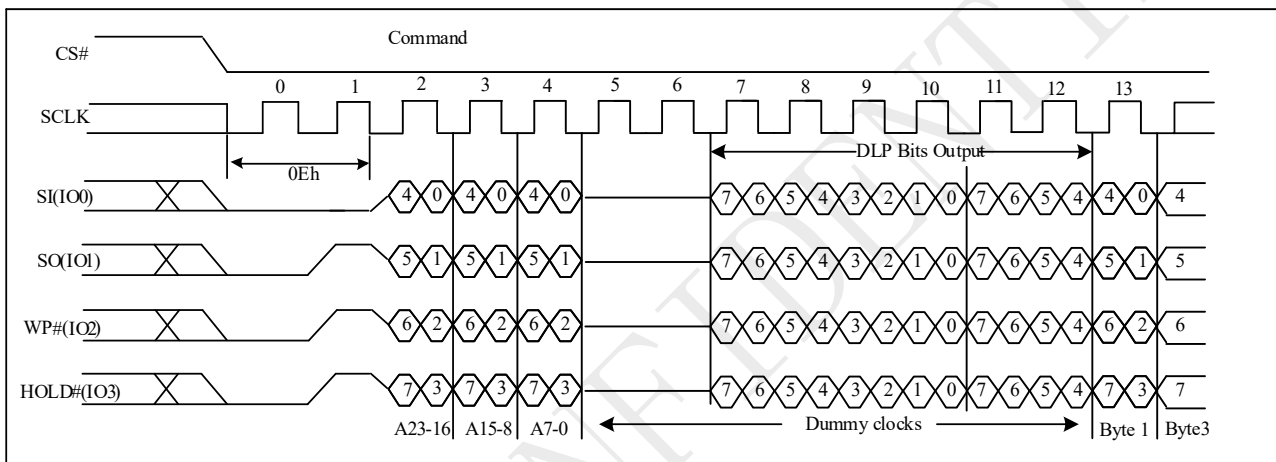 Command
CS#
0 1 2 3 4 5 6 7 8 9 10 11 12 13
SCLK
0Eh
DLP Bits Output
SI(IO0) 4 0 4 0 4 0 7 6 5 4 3 2 1 0 7 6 5 4 4 0 4
SO(IO1) 5 1 5 1 5 1 7 6 5 4 3 2 1 0 7 6 5 4 5 1 5
WP#(IO2) 6 2 6 2 6 2 7 6 5 4 3 2 1 0 7 6 5 4 6 2 6
HOLD#(IO3) 7 3 7 3 7 3 7 6 5 4 3 2 1 0 7 6 5 4 7 3 7
A23-16 A15-8 A7-0 Dummy clocks Byte 1 Byte3